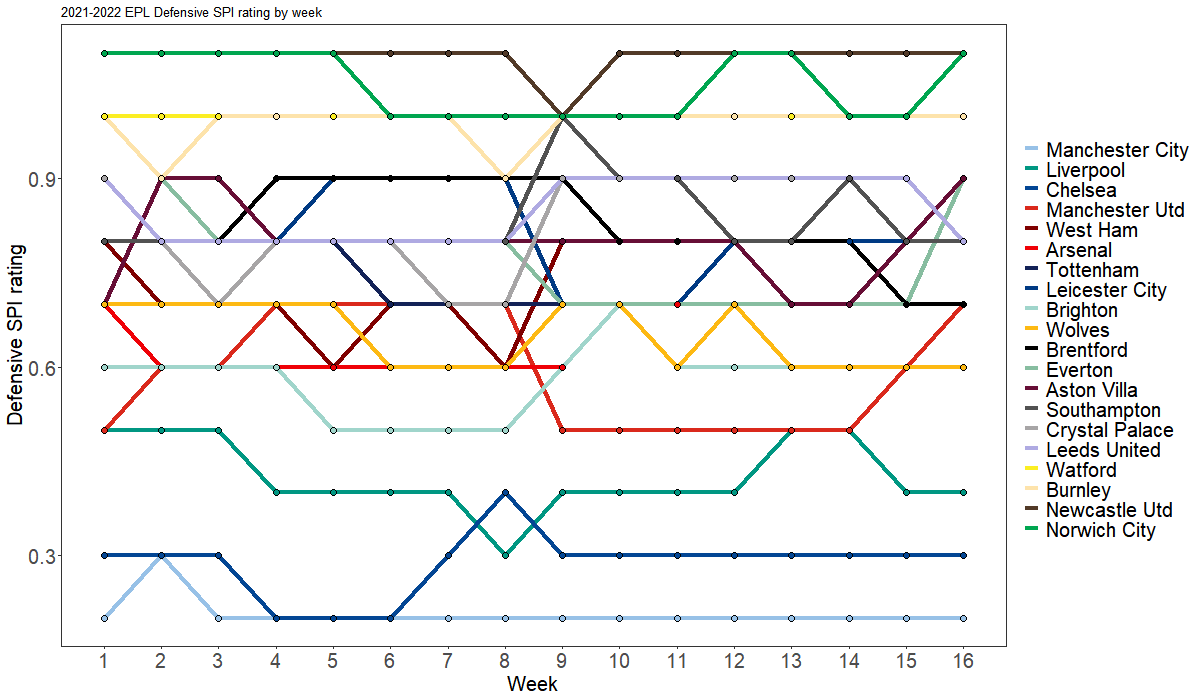 2021-2022 EPL Defensive SPI rating by week
Defensive SPI rating
0.9
0.6
0.3
1 2 3 4 5 6 7 8 9 10 11 12 13 14 15 16
Week
Manchester City
Liverpool
Chelsea
Manchester Utd
West Ham
Arsenal
Tottenham
Leicester City
Brighton
Wolves
Brentford
Everton
Aston Villa
Southampton
Crystal Palace
Leeds United
Watford
Burnley
Newcastle Utd
Norwich City